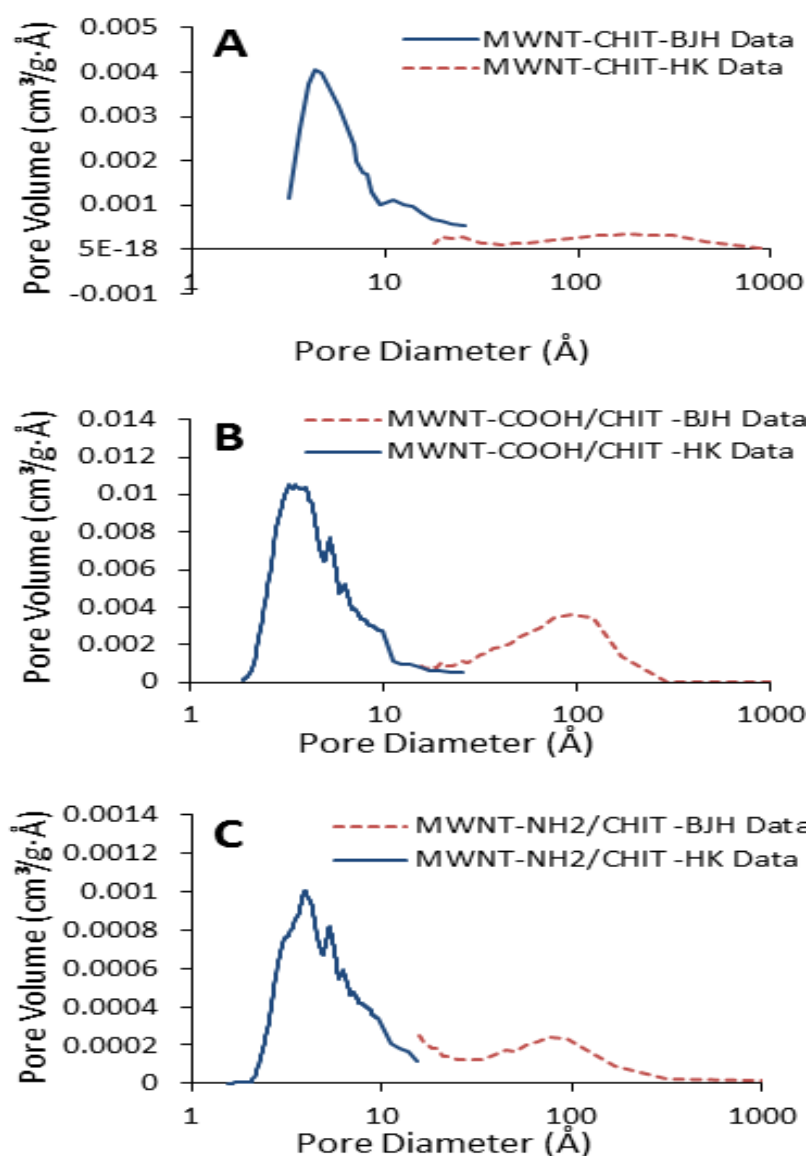 A
MWNT-CHIT-BJH Data
MWNT-CHIT-HK Data
Pore Volume (cm³/g·Å)
0.005
0.004
0.003
0.002
0.001
5E-18
-0.001
1 10 100 1000
Pore Diameter (Å)
B
MWNT-COOH/CHIT -BJH Data
MWNT-COOH/CHIT -HK Data
Pore Volume (cm³/g·Å)
0.014
0.012
0.01
0.008
0.006
0.004
0.002
0
1 10 100 1000
Pore Diameter (Å)
C
MWNT-NH2/CHIT -BJH Data
MWNT-NH2/CHIT -HK Data
Pore Volume (cm³/g·Å)
0.0014
0.0012
0.001
0.0008
0.0006
0.0004
0.0002
0
1 10 100 1000
Pore Diameter (Å)